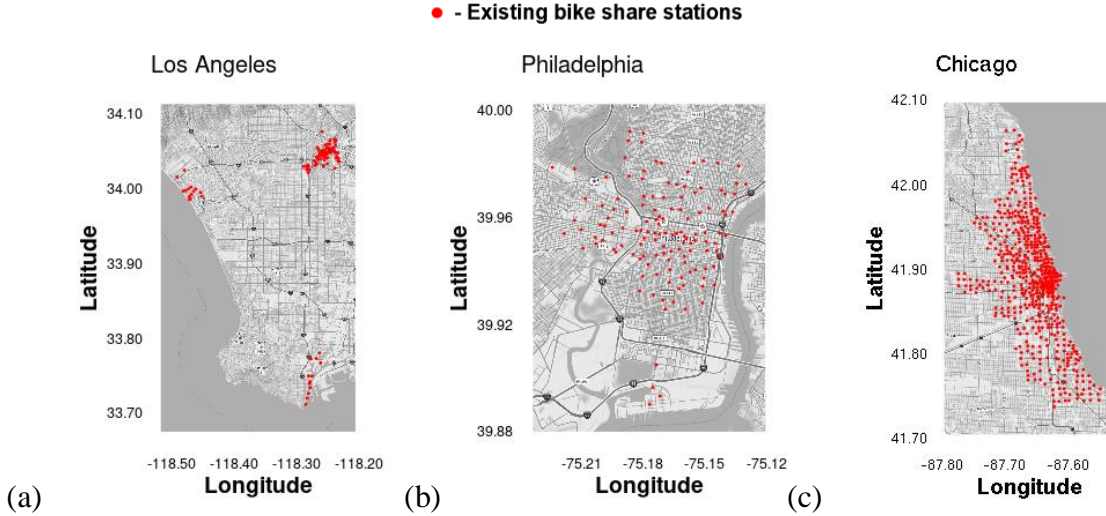 - Existing bike share stations
Los Angeles
34.10
34.00
33.90
33.80
33.70
Latitude
-118.50 -118.40 -118.30 -118.20
Longitude
(a)
Philadelphia
40.00
39.96
39.92
39.88
Latitude
-75.21 -75.18 -75.15 -75.12
Longitude
(b)
Chicago
42.10
42.00
41.90
41.80
41.70
Latitude
-87.80 -87.70 -87.60
Longitude
(c)